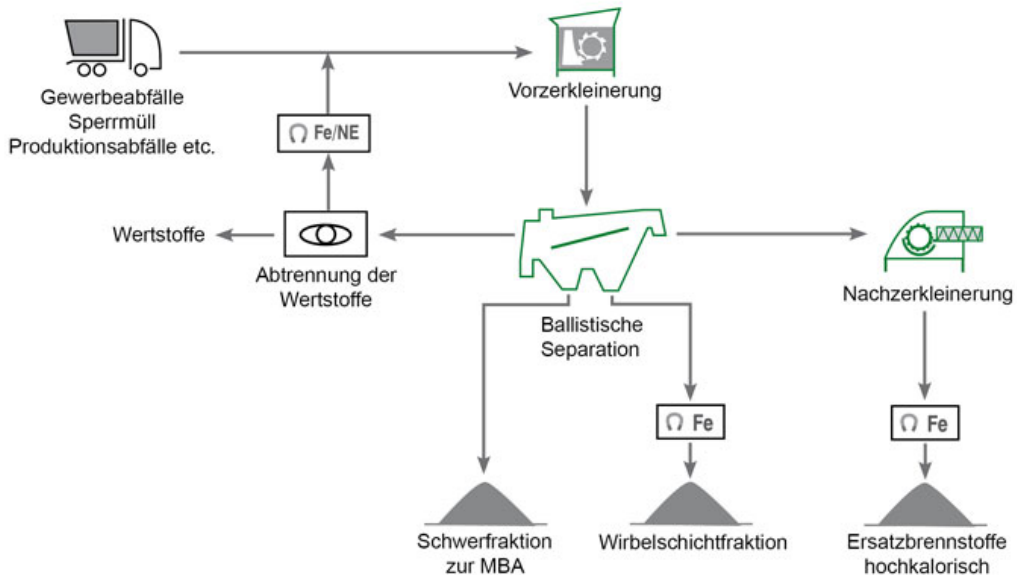 Gewerbeabfälle
Sperrmüll
Produktionsabfälle etc.
Vorzerkleinerung
Fe/NE
Wertstoffe
Abtrennung der
Wertstoffe
Ballistische
Separation
Nachzerkleinerung
Fe
Fe
Schwerfraktion
zur MBA
Wirbelschichtfraktion
Ersatzbrennstoffe
hochkalorisch